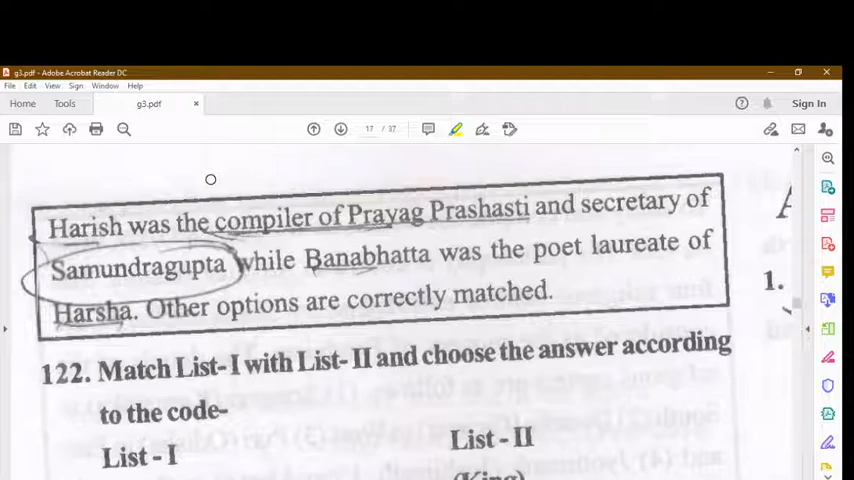 g3.pdf - Adobe Acrobat Reader DC
File Edit View Sign Window Help
Home Tools g3.pdf × Sign In
17 / 37
Harish was the compiler of Prayag Prashasti and secretary of
Samundragupta while Banabhatta was the poet laureate of
Harsha. Other options are correctly matched.
1.
122. Match List-I with List-II and choose the answer according
to the code-
List - I List - II
(King)